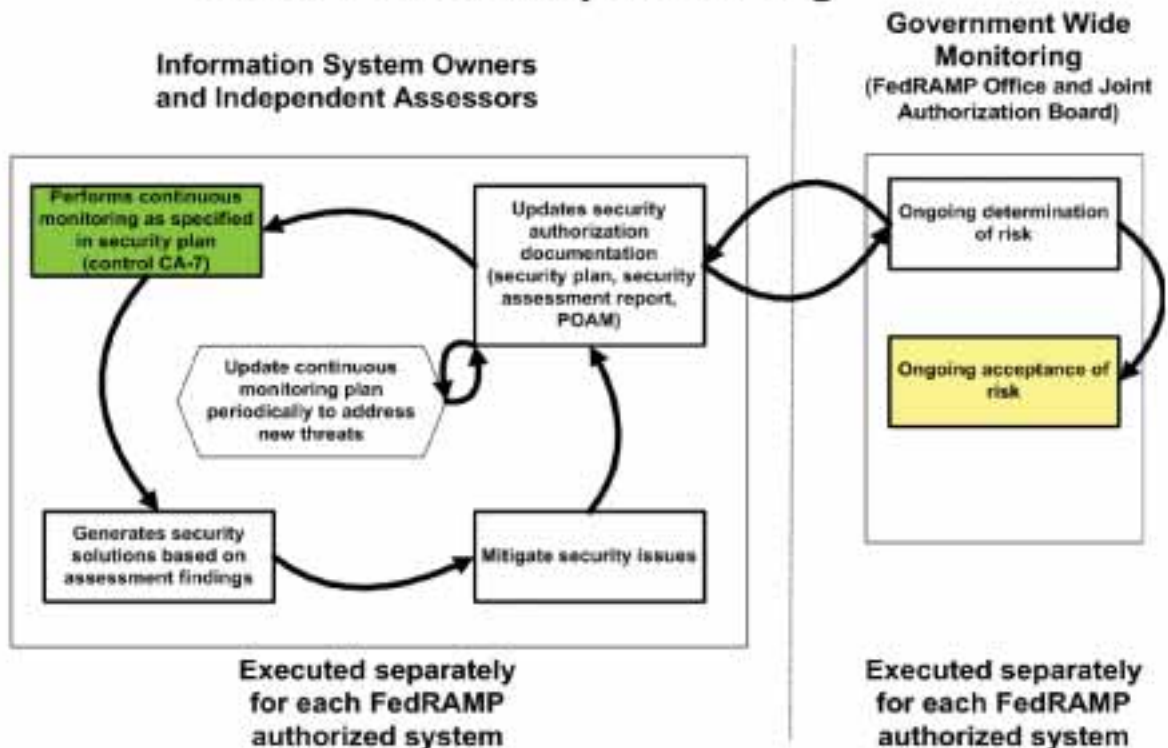 Information System Owners
and Independent Assessors
Government Wide
Monitoring
(FedRAMP Office and Joint
Authorization Board)
Performs continuous
monitoring as specified
in security plan
(control CA-7)
Updates security
authorization
documentation
(security plan, security
assessment report,
POAM)
Ongoing determination
of risk
Update continuous
monitoring plan
periodically to address
new threats
Ongoing acceptance of
risk
Generates security
solutions based on
assessment findings
Mitigate security issues
Executed separately
for each FedRAMP
authorized system
Executed separately
for each FedRAMP
authorized system